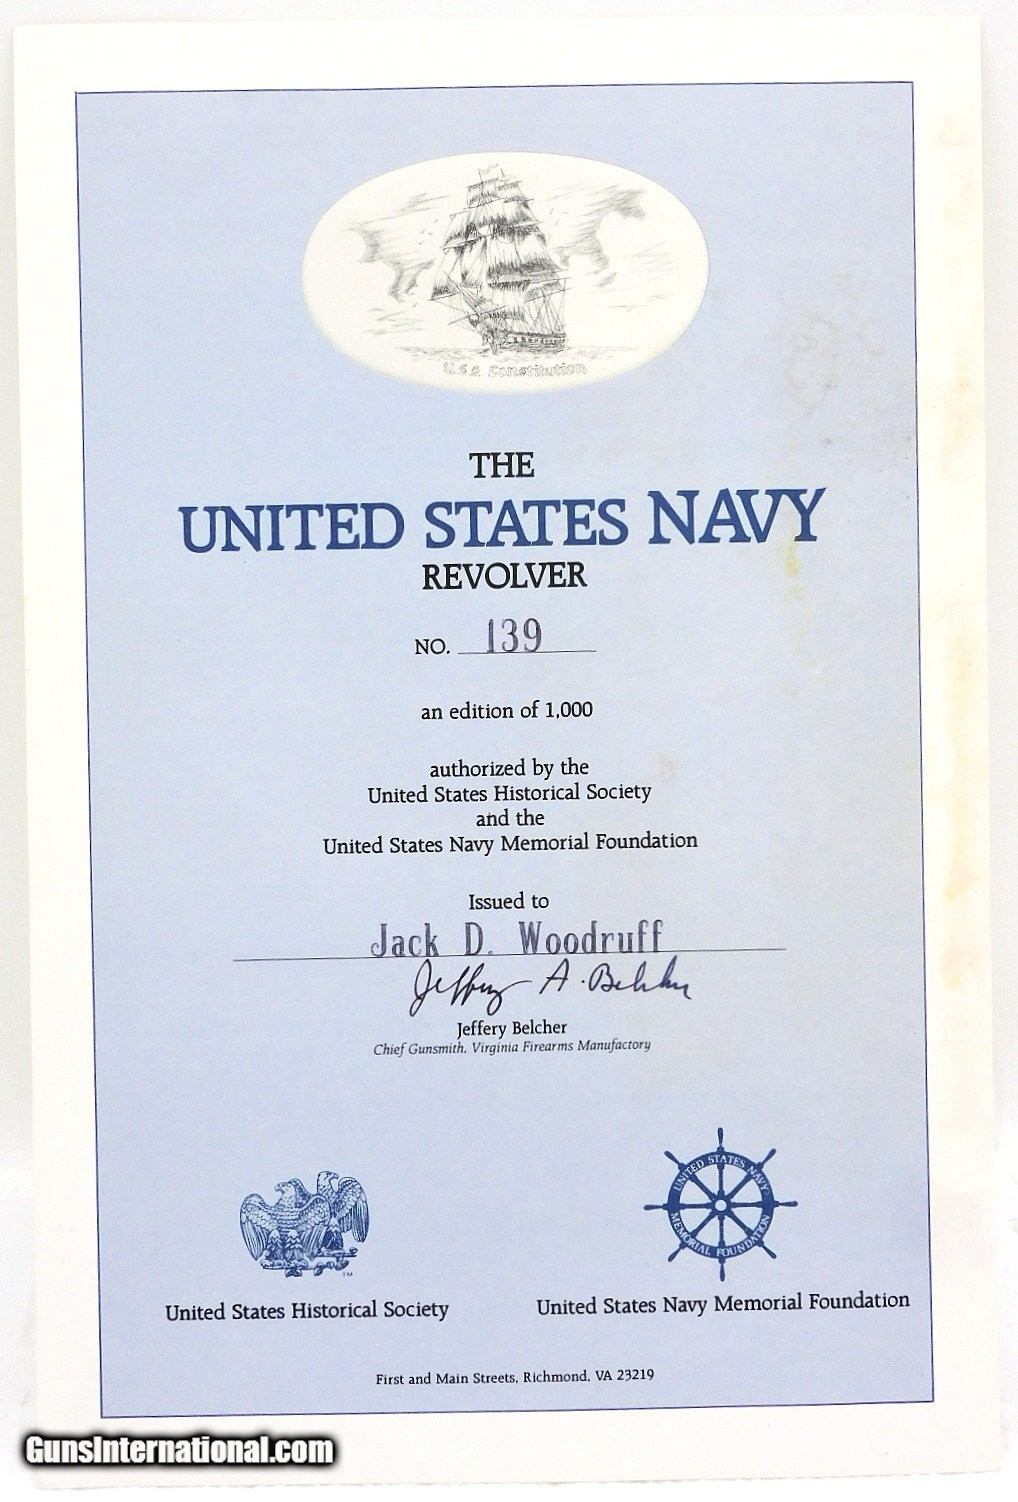 U.S.S. Constitution
THE
UNITED STATES NAVY
REVOLVER
NO. 139
an edition of 1,000
authorized by the
United States Historical Society
and the
United States Navy Memorial Foundation
Issued to
Jack D. Woodruff
Jeffery A. Belcher
Jeffery Belcher
Chief Gunsmith, Virginia Firearms Manufactory
TM
UNITED STATES NAVY
MEMORIAL FOUNDATION
United States Historical Society
United States Navy Memorial Foundation
First and Main Streets, Richmond, VA 23219
GunsInternational.com